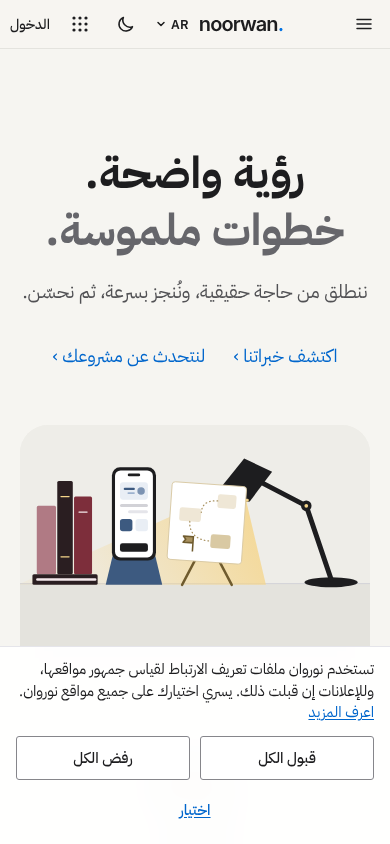 noorwan.
AR
الدخول
رؤية واضحة.
خطوات ملموسة.
ننطلق من حاجة حقيقية، ونُنجز بسرعة، ثم نحسّن.
اكتشف خبراتنا ›
لنتحدث عن مشروعك ›
تستخدم نوروان ملفات تعريف الارتباط لقياس جمهور مواقعها،
وللإعلانات إن قبلت ذلك. يسري اختيارك على جميع مواقع نوروان.
اعرف المزيد
قبول الكل
رفض الكل
اختيار